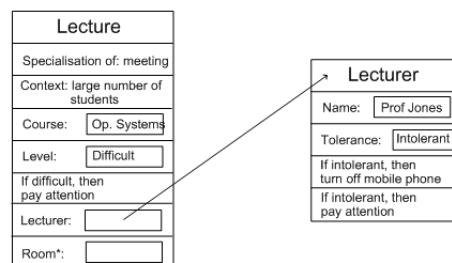 Lecture
Specialisation of: meeting
Context: large number of
students
Course: Op. Systems
Level: Difficult
If difficult, then
pay attention
Lecturer:
Room*:
Lecturer
Name: Prof Jones
Tolerance: Intolerant
If intolerant, then
turn off mobile phone
If intolerant, then
pay attention